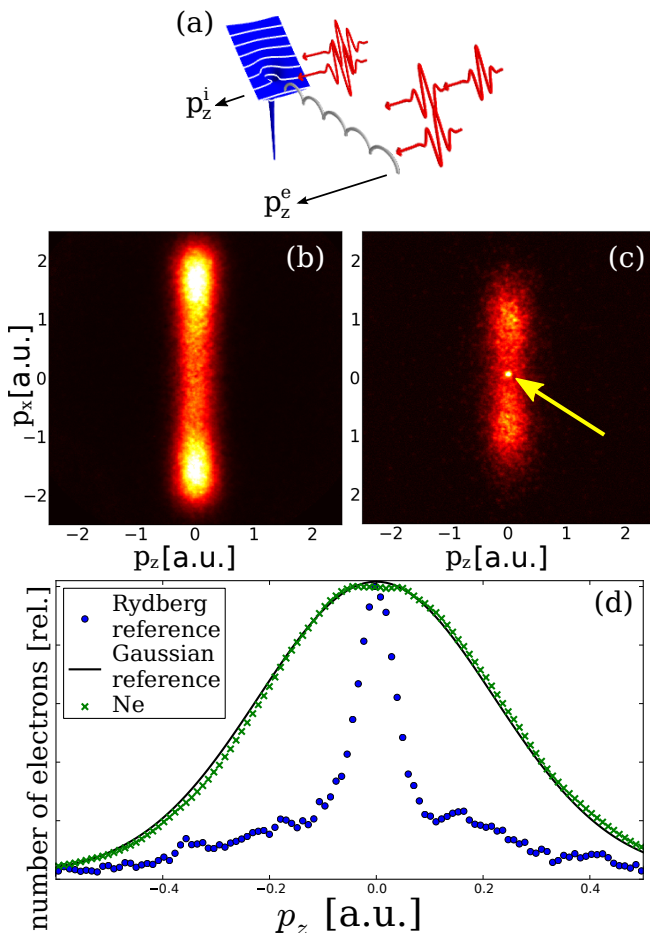 (a)
p_z^i
p_z^e
(b)
(c)
2
1
0
−1
−2
p_x[a.u.]
2
1
0
−1
−2
−2 −1 0 1 2
−2 −1 0 1 2
p_z[a.u.]
p_z[a.u.]
(d)
Rydberg
reference
Gaussian
reference
Ne
number of electrons [rel.]
−0.4 −0.2 0.0 0.2 0.4
p_z [a.u.]